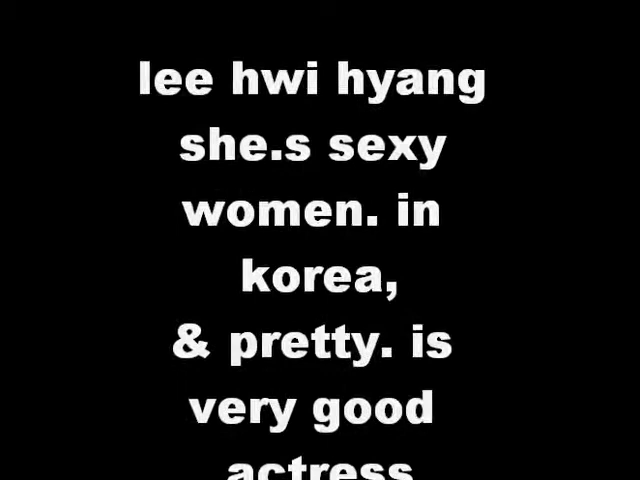 lee hwi hyang
she.s sexy
women. in
korea,
& pretty. is
very good
actress